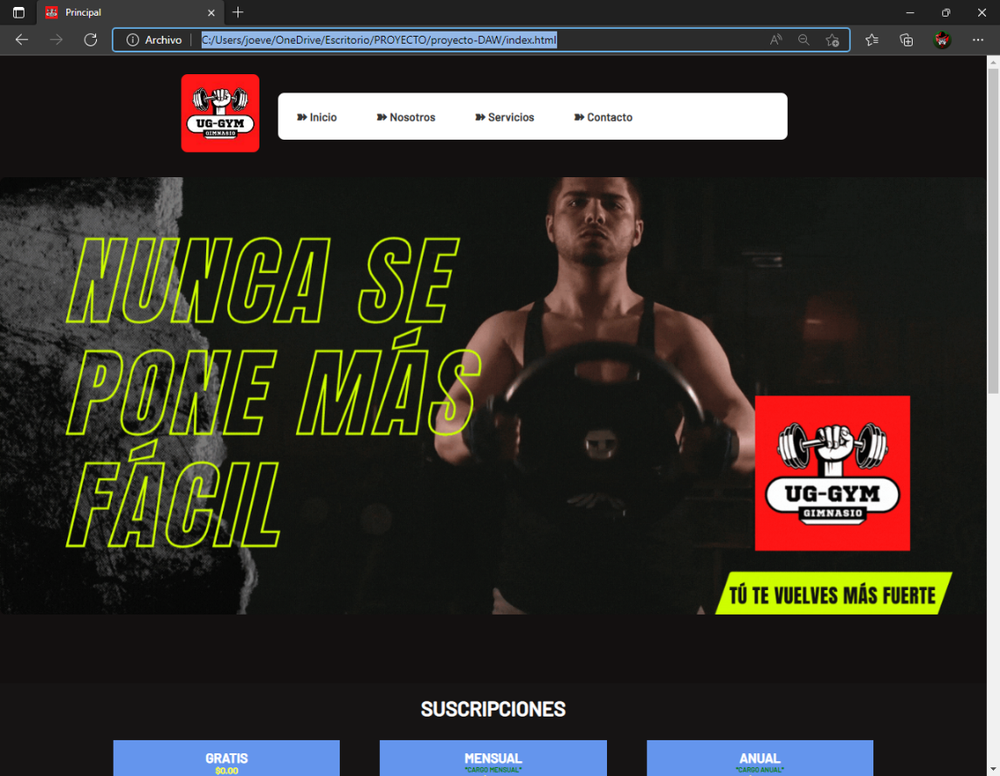 Principal
Archivo
C:/Users/joeve/OneDrive/Escritorio/PROYECTO/proyecto-DAW/index.html
UG-GYM
GIMNASIO
Inicio
Nosotros
Servicios
Contacto
NUNCA SE
PONE MÁS
FÁCIL
UG-GYM
GIMNASIO
TÚ TE VUELVES MÁS FUERTE
SUSCRIPCIONES
GRATIS
$0.00
MENSUAL
*CARGO MENSUAL*
ANUAL
*CARGO ANUAL*